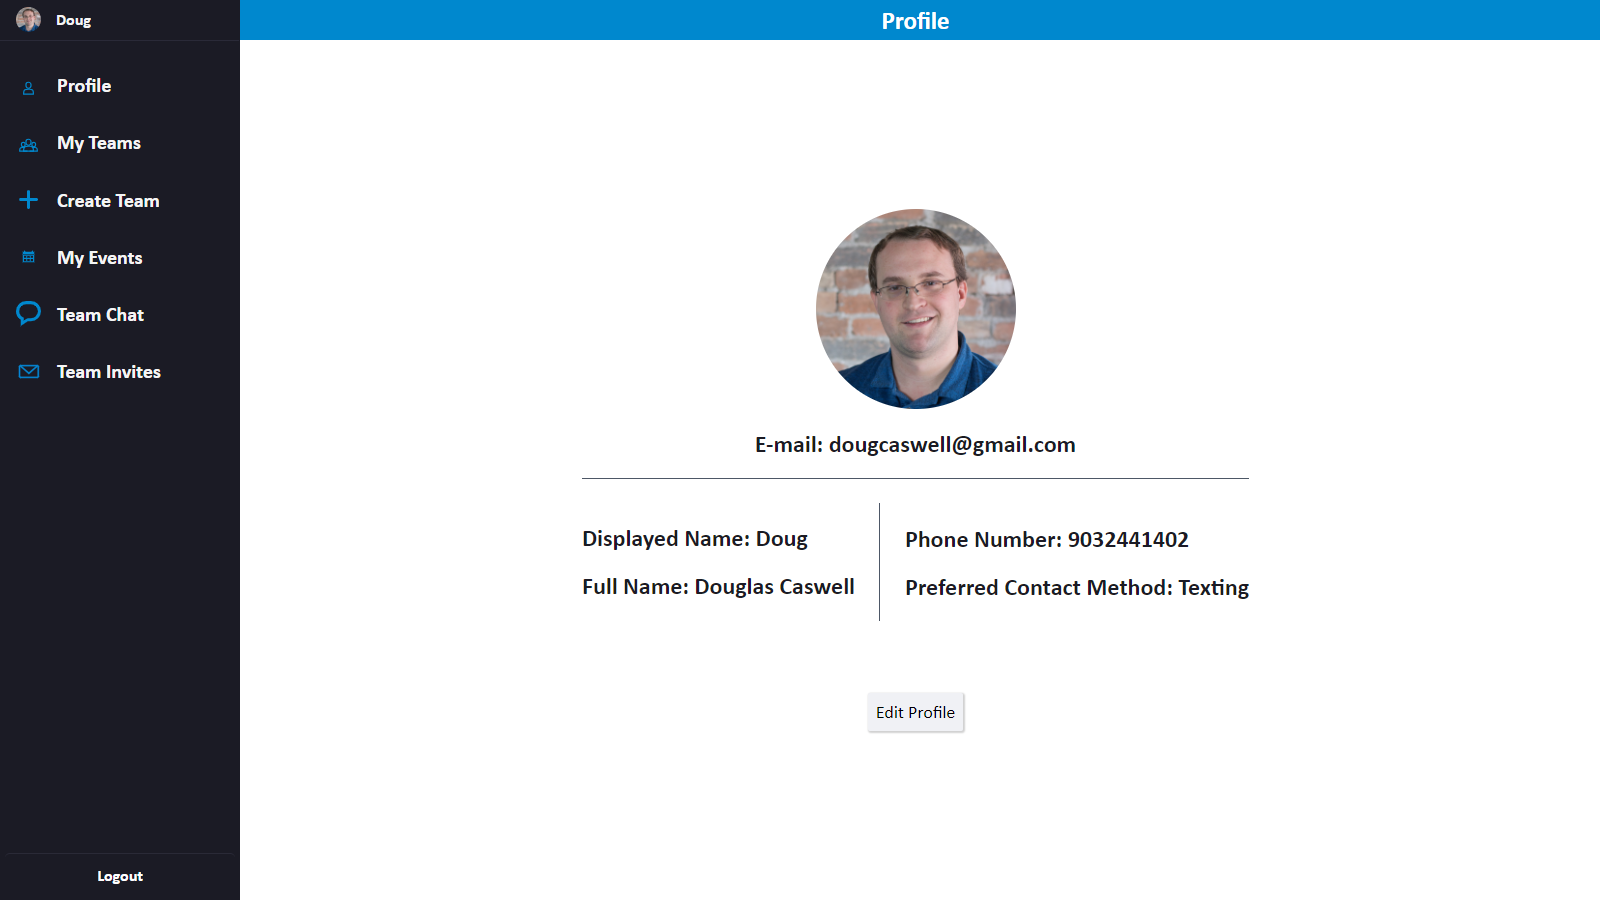 Doug
Profile
Profile
My Teams
Create Team
My Events
Team Chat
Team Invites
E-mail: dougcaswell@gmail.com
Displayed Name: Doug
Full Name: Douglas Caswell
Phone Number: 9032441402
Preferred Contact Method: Texting
Edit Profile
Logout